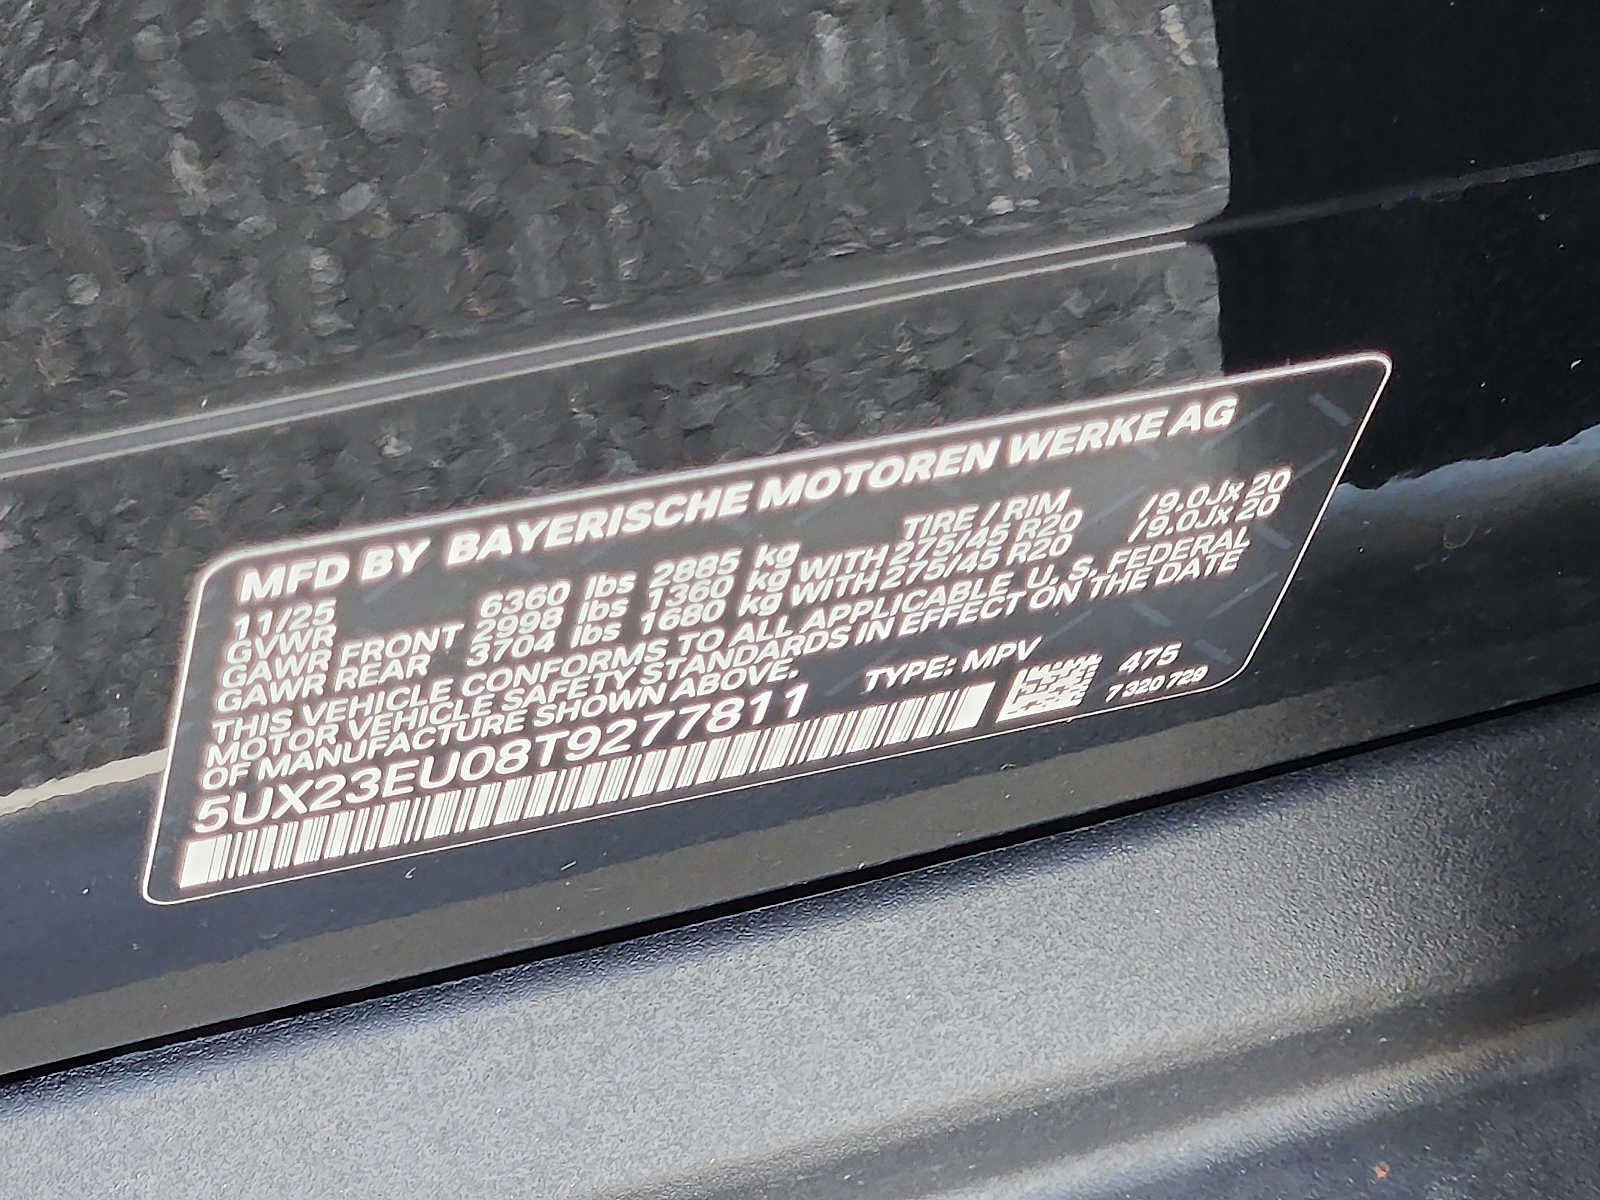 MFD BY BAYERISCHE MOTOREN WERKE AG
11/25 TIRE / RIM
GVWR 6360 lbs 2885 kg
GAWR FRONT 2998 lbs 1360 kg WITH 275/45 R20 /9.0Jx 20
GAWR REAR 3704 lbs 1680 kg WITH 275/45 R20 /9.0Jx 20
THIS VEHICLE CONFORMS TO ALL APPLICABLE U. S. FEDERAL
MOTOR VEHICLE SAFETY STANDARDS IN EFFECT ON THE DATE
OF MANUFACTURE SHOWN ABOVE.
5UX23EU08T9277811 TYPE: MPV 475
7 320 729